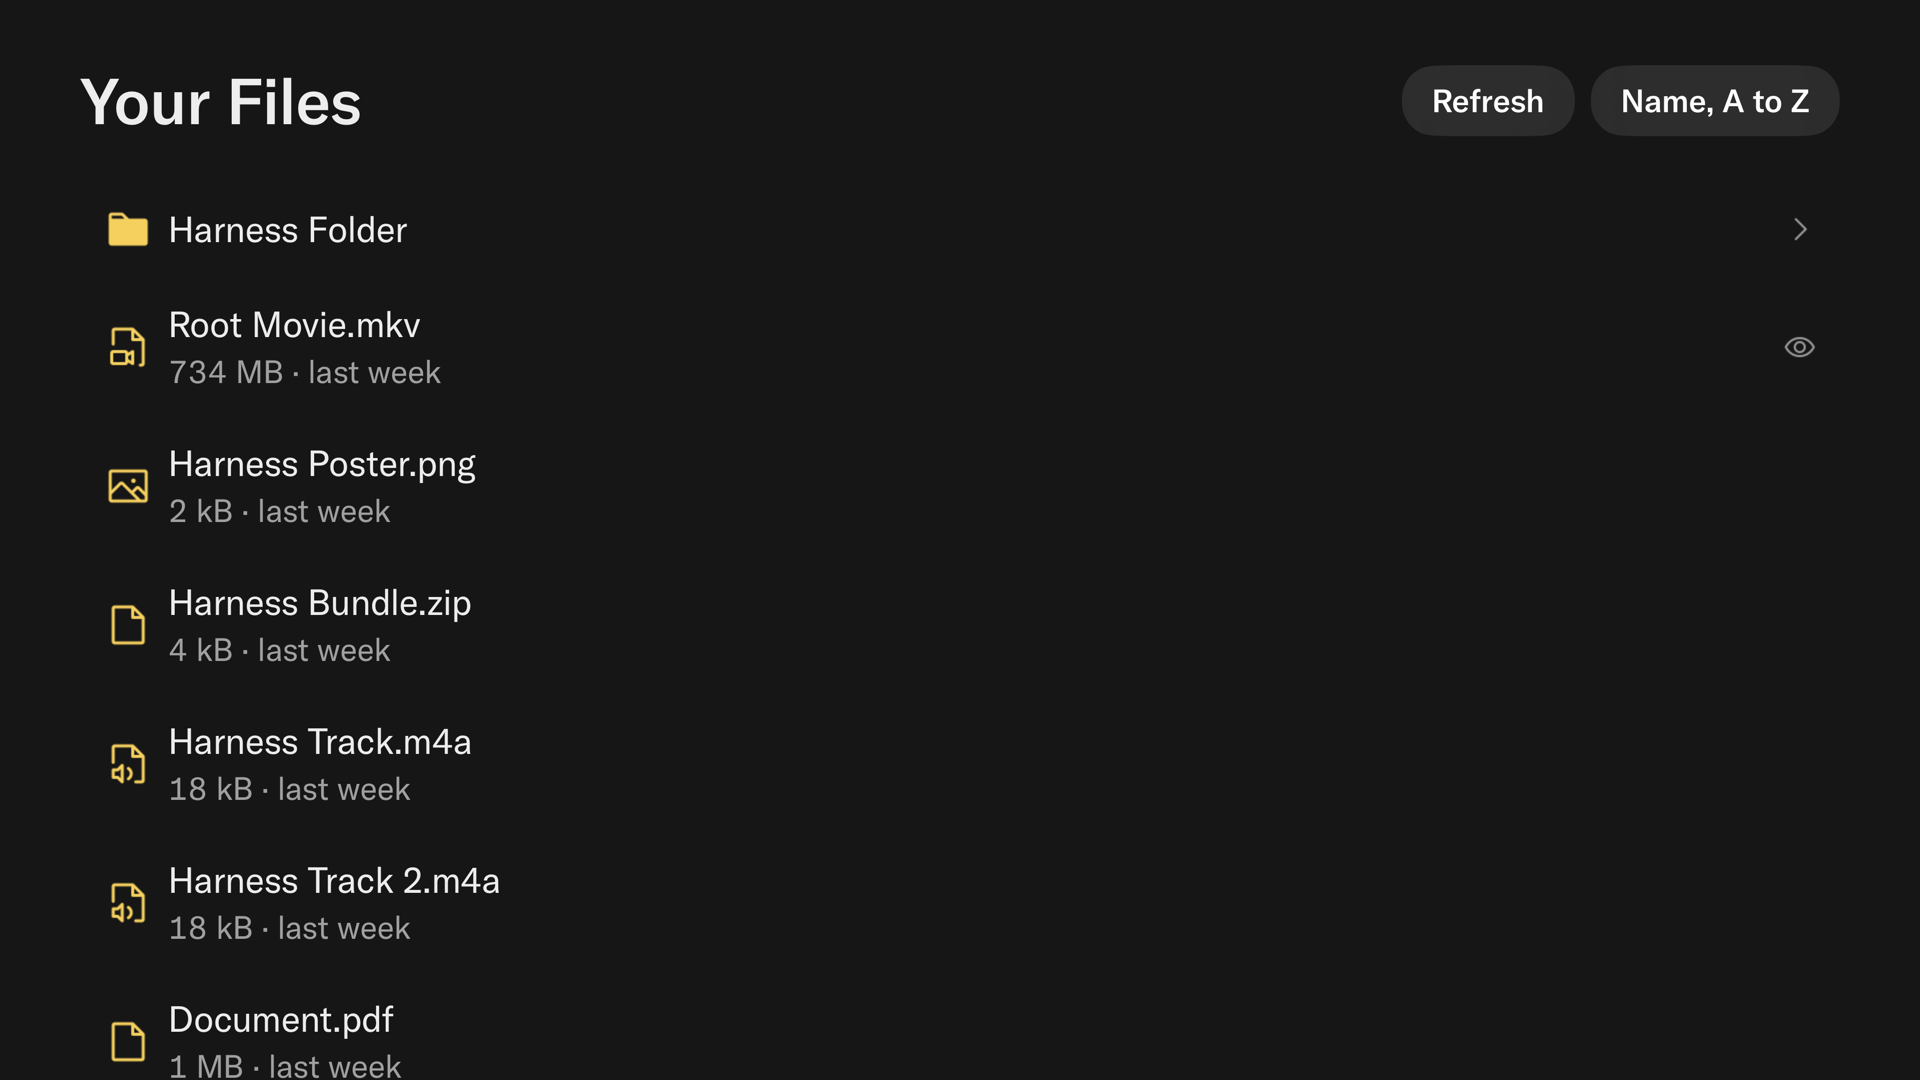 Your Files
Refresh
Name, A to Z
Harness Folder
Root Movie.mkv
734 MB · last week
Harness Poster.png
2 kB · last week
Harness Bundle.zip
4 kB · last week
Harness Track.m4a
18 kB · last week
Harness Track 2.m4a
18 kB · last week
Document.pdf
1 MB · last week